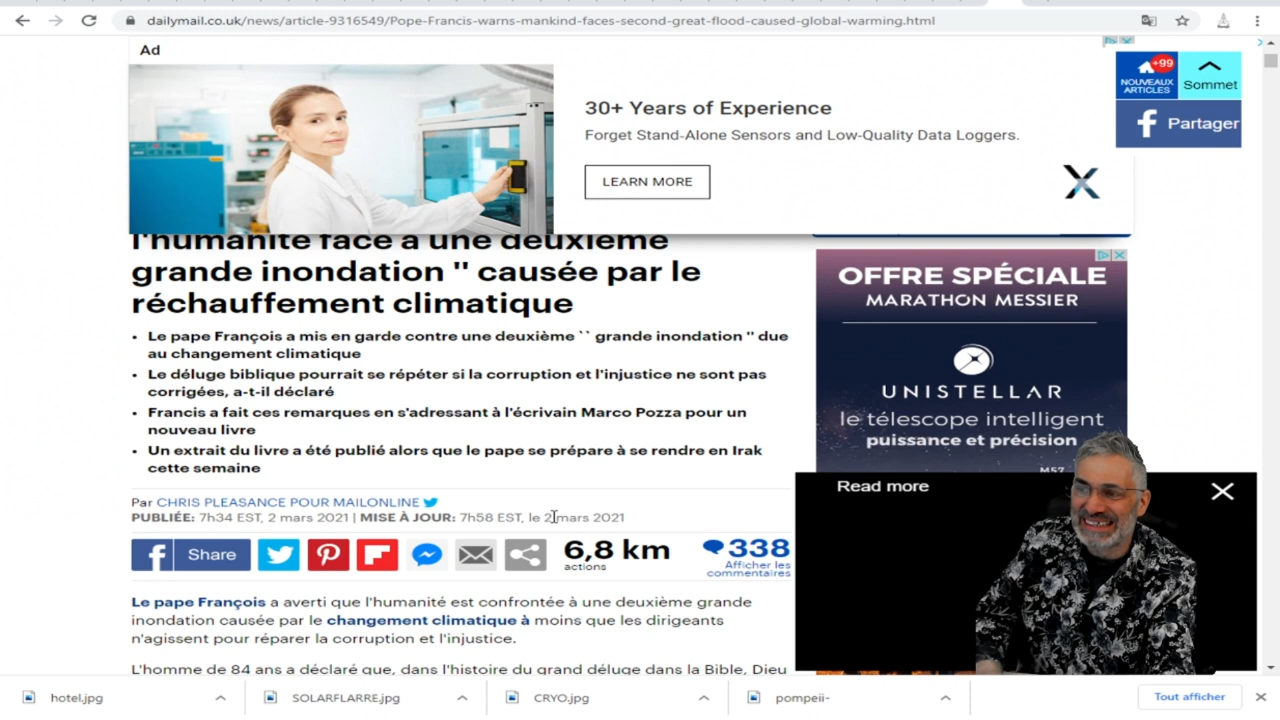 dailymail.co.uk/news/article-9316549/Pope-Francis-warns-mankind-faces-second-great-flood-caused-global-warming.html
Ad
30+ Years of Experience
Forget Stand-Alone Sensors and Low-Quality Data Loggers.
LEARN MORE
+99
NOUVEAUX
ARTICLES
Sommet
Partager
l'humanité face à une deuxième
grande inondation '' causée par le
réchauffement climatique
• Le pape François a mis en garde contre une deuxième `` grande inondation '' due
au changement climatique
• Le déluge biblique pourrait se répéter si la corruption et l'injustice ne sont pas
corrigées, a-t-il déclaré
• Francis a fait ces remarques en s'adressant à l'écrivain Marco Pozza pour un
nouveau livre
• Un extrait du livre a été publié alors que le pape se prépare à se rendre en Irak
cette semaine
Par CHRIS PLEASANCE POUR MAILONLINE
PUBLIÉE: 7h34 EST, 2 mars 2021 | MISE À JOUR: 7h58 EST, le 2 mars 2021
Share
6,8 km
actions
338
Afficher les
commentaires
Le pape François a averti que l'humanité est confrontée à une deuxième grande
inondation causée par le changement climatique à moins que les dirigeants
n'agissent pour réparer la corruption et l'injustice.
L'homme de 84 ans a déclaré que, dans l'histoire du grand déluge dans la Bible, Dieu
OFFRE SPÉCIALE
MARATHON MESSIER
UNISTELLAR
le télescope intelligent
puissance et précision
M57
Read more
hotel.jpg
SOLARFLARRE.jpg
CRYO.jpg
pompeii-
Tout afficher